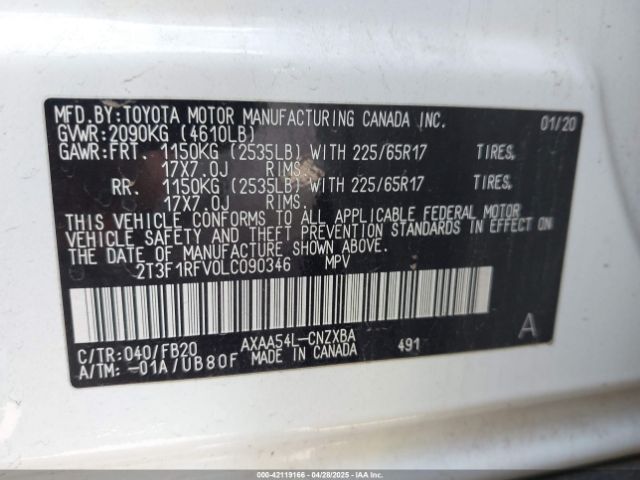 MFD.BY:TOYOTA MOTOR MANUFACTURING CANADA INC. 01/20
GVWR:2090KG (4610LB)
GAWR:FRT. 1150KG (2535LB) WITH 225/65R17 TIRES,
17X7.0J RIMS.
RR. 1150KG (2535LB) WITH 225/65R17 TIRES,
17X7.0J RIMS.
THIS VEHICLE CONFORMS TO ALL APPLICABLE FEDERAL MOTOR
VEHICLE SAFETY AND THEFT PREVENTION STANDARDS IN EFFECT ON
THE DATE OF MANUFACTURE SHOWN ABOVE.
2T3F1RFV0LC090346 MPV
C/TR:040/FB20 AXAA54L-CNZXBA 491 A
A/TM:-01A/UB80F MADE IN CANADA
000-42119166 - 04/28/2025 - IAA Inc.